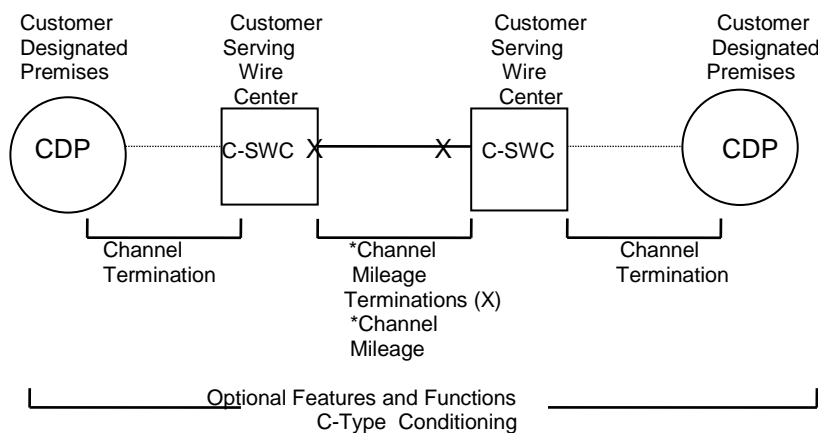 Customer
Designated
Premises
Customer
Serving
Wire
Center
Customer
Serving
Wire
Center
Customer
Designated
Premises
CDP
C-SWC
X
X
C-SWC
CDP
Channel
Termination
*Channel
Mileage
Terminations (X)
*Channel
Mileage
Channel
Termination
Optional Features and Functions
C-Type Conditioning